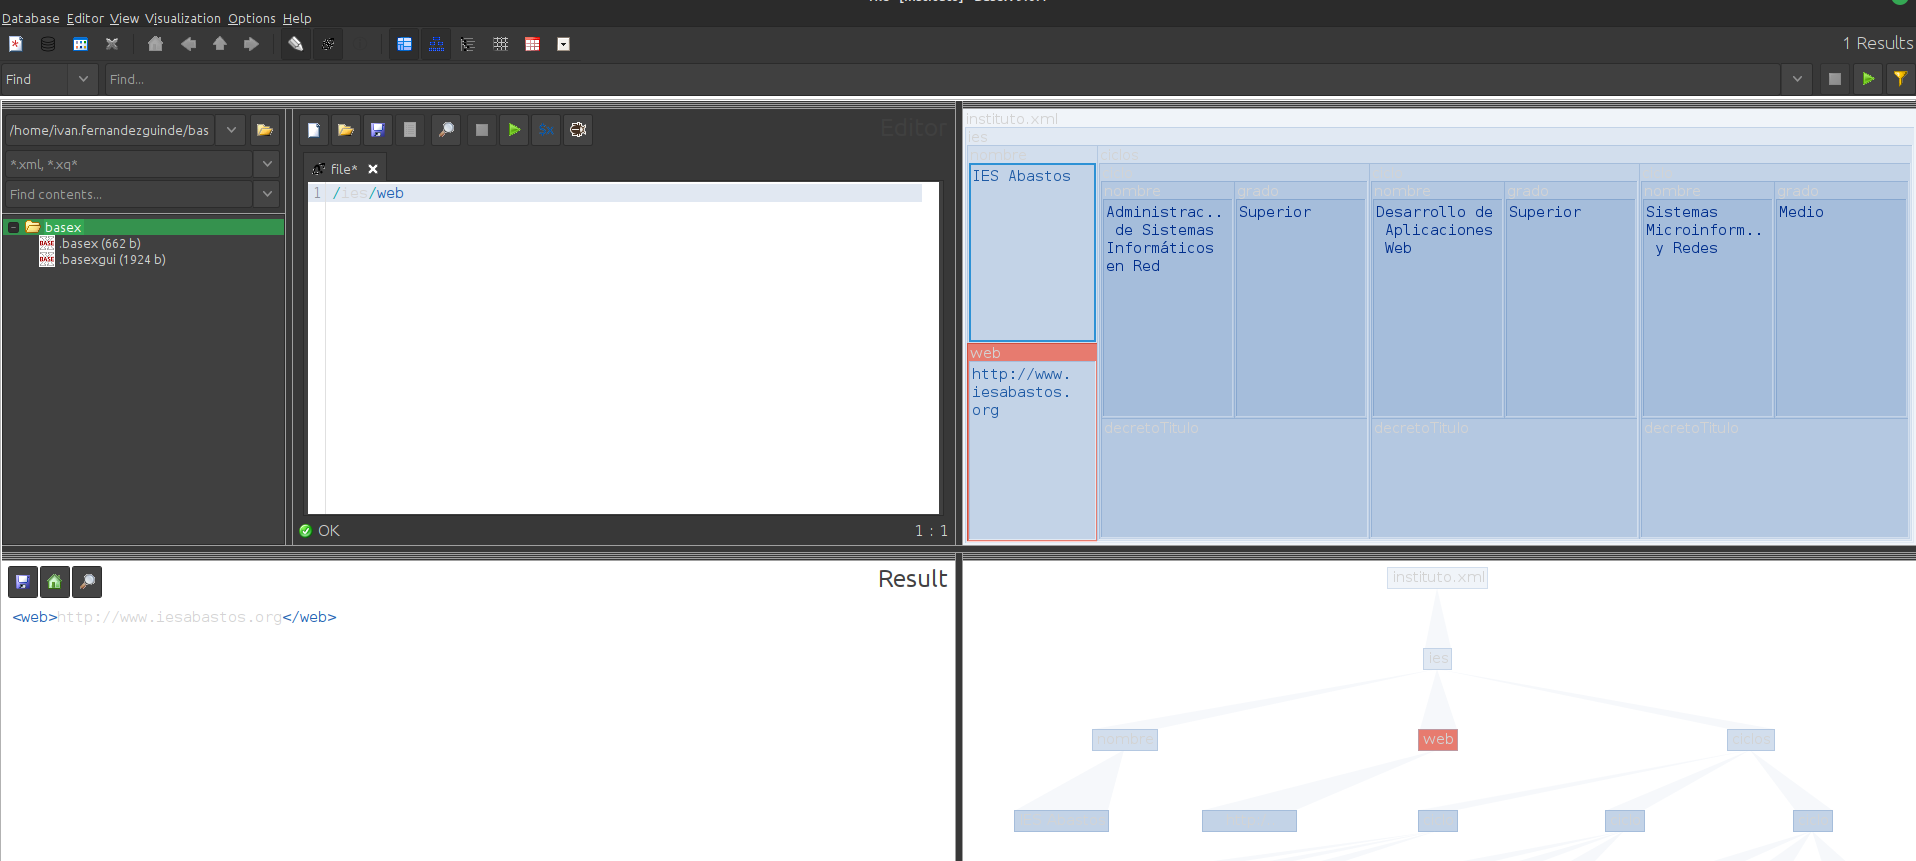 Database Editor View Visualization Options Help
1 Results
Find
Find...
/home/ivan.fernandezguinde/bas
*.xml, *.xq*
Find contents...
basex
.basex (662 b)
.basexgui (1924 b)
Editor
file*
1 /ies/web
OK
1 : 1
instituto.xml
ies
nombre
ciclos
IES Abastos
nombre
grado
nombre
grado
nombre
grado
Administrac..
de Sistemas
Informáticos
en Red
Superior
Desarrollo de
Aplicaciones
Web
Superior
Sistemas
Microinform..
y Redes
Medio
web
http://www.
iesabastos.
org
decretoTitulo
decretoTitulo
decretoTitulo
Result
<web>http://www.iesabastos.org</web>
instituto.xml
ies
nombre
web
ciclos